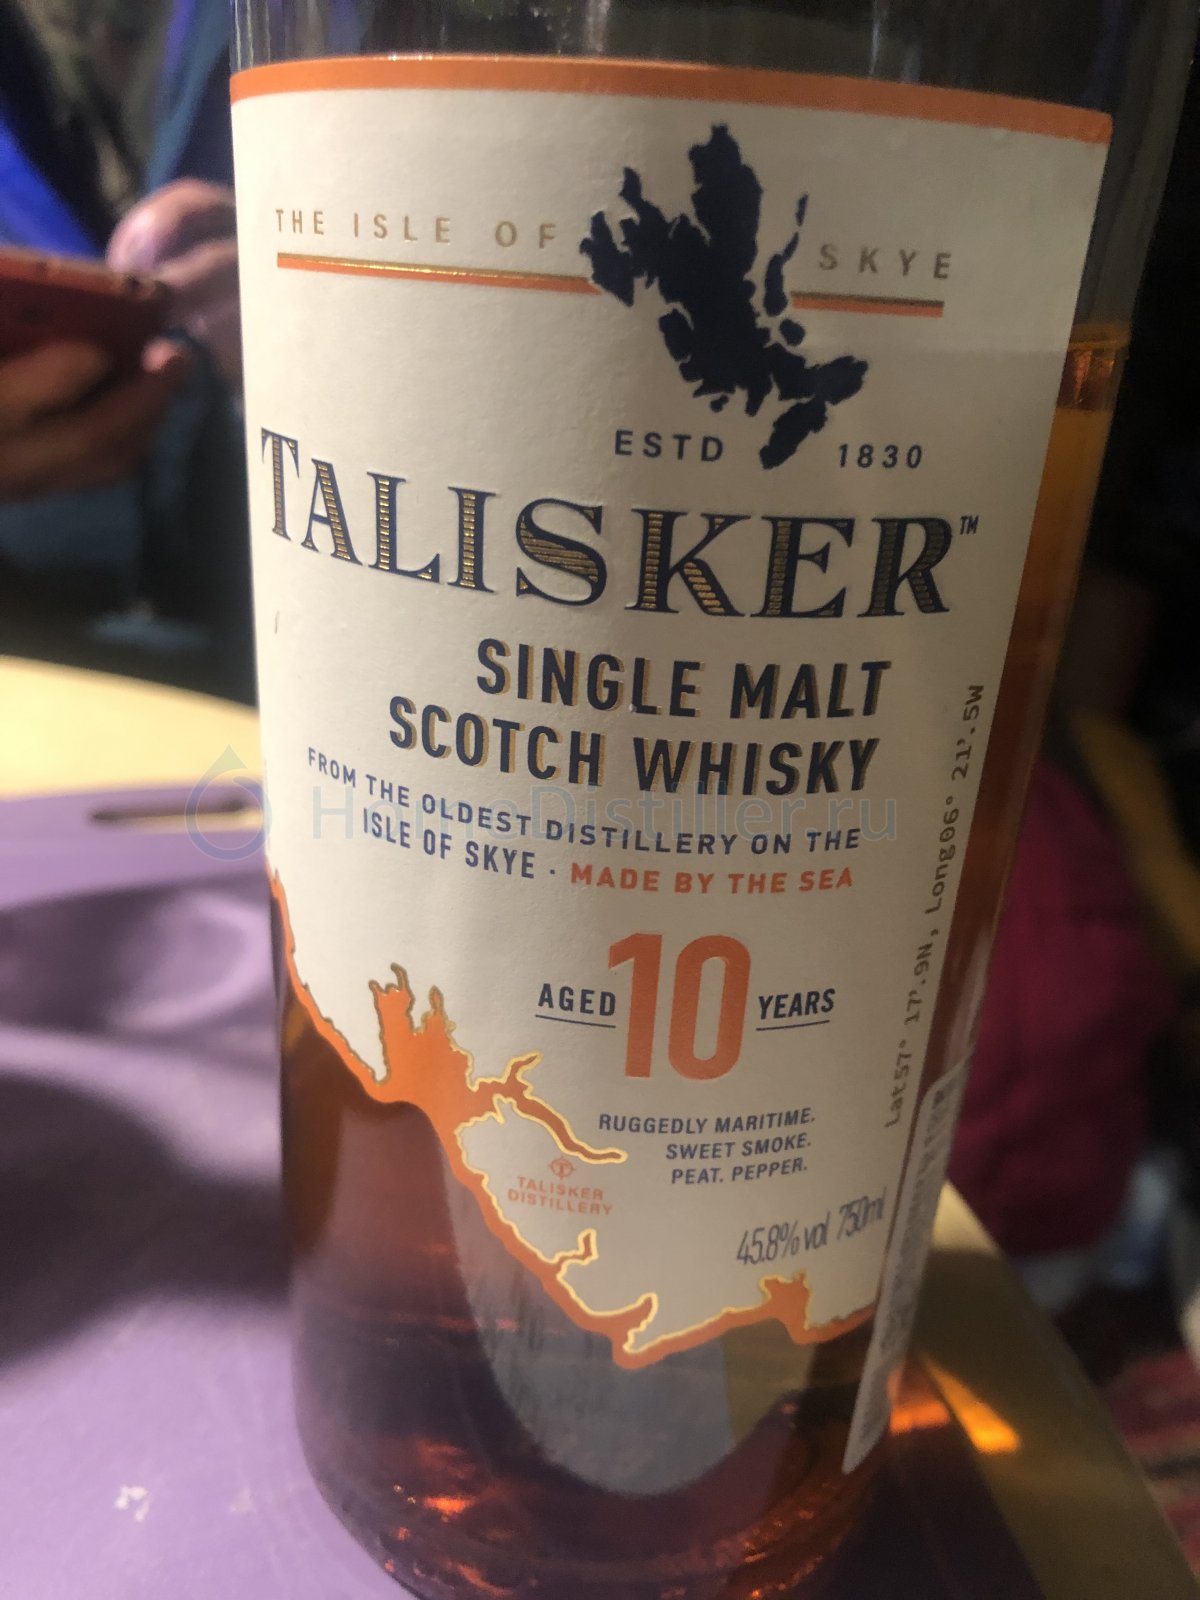 THE ISLE OF SKYE
ESTD 1830
TALISKER™
SINGLE MALT
SCOTCH WHISKY
FROM THE OLDEST DISTILLERY ON THE
ISLE OF SKYE · MADE BY THE SEA
AGED 10 YEARS
RUGGEDLY MARITIME.
SWEET SMOKE.
PEAT. PEPPER.
TALISKER
DISTILLERY
45.8% vol 750ml
Lat57° 17'.9N, Long06° 21'.5W
HomeDistiller.ru